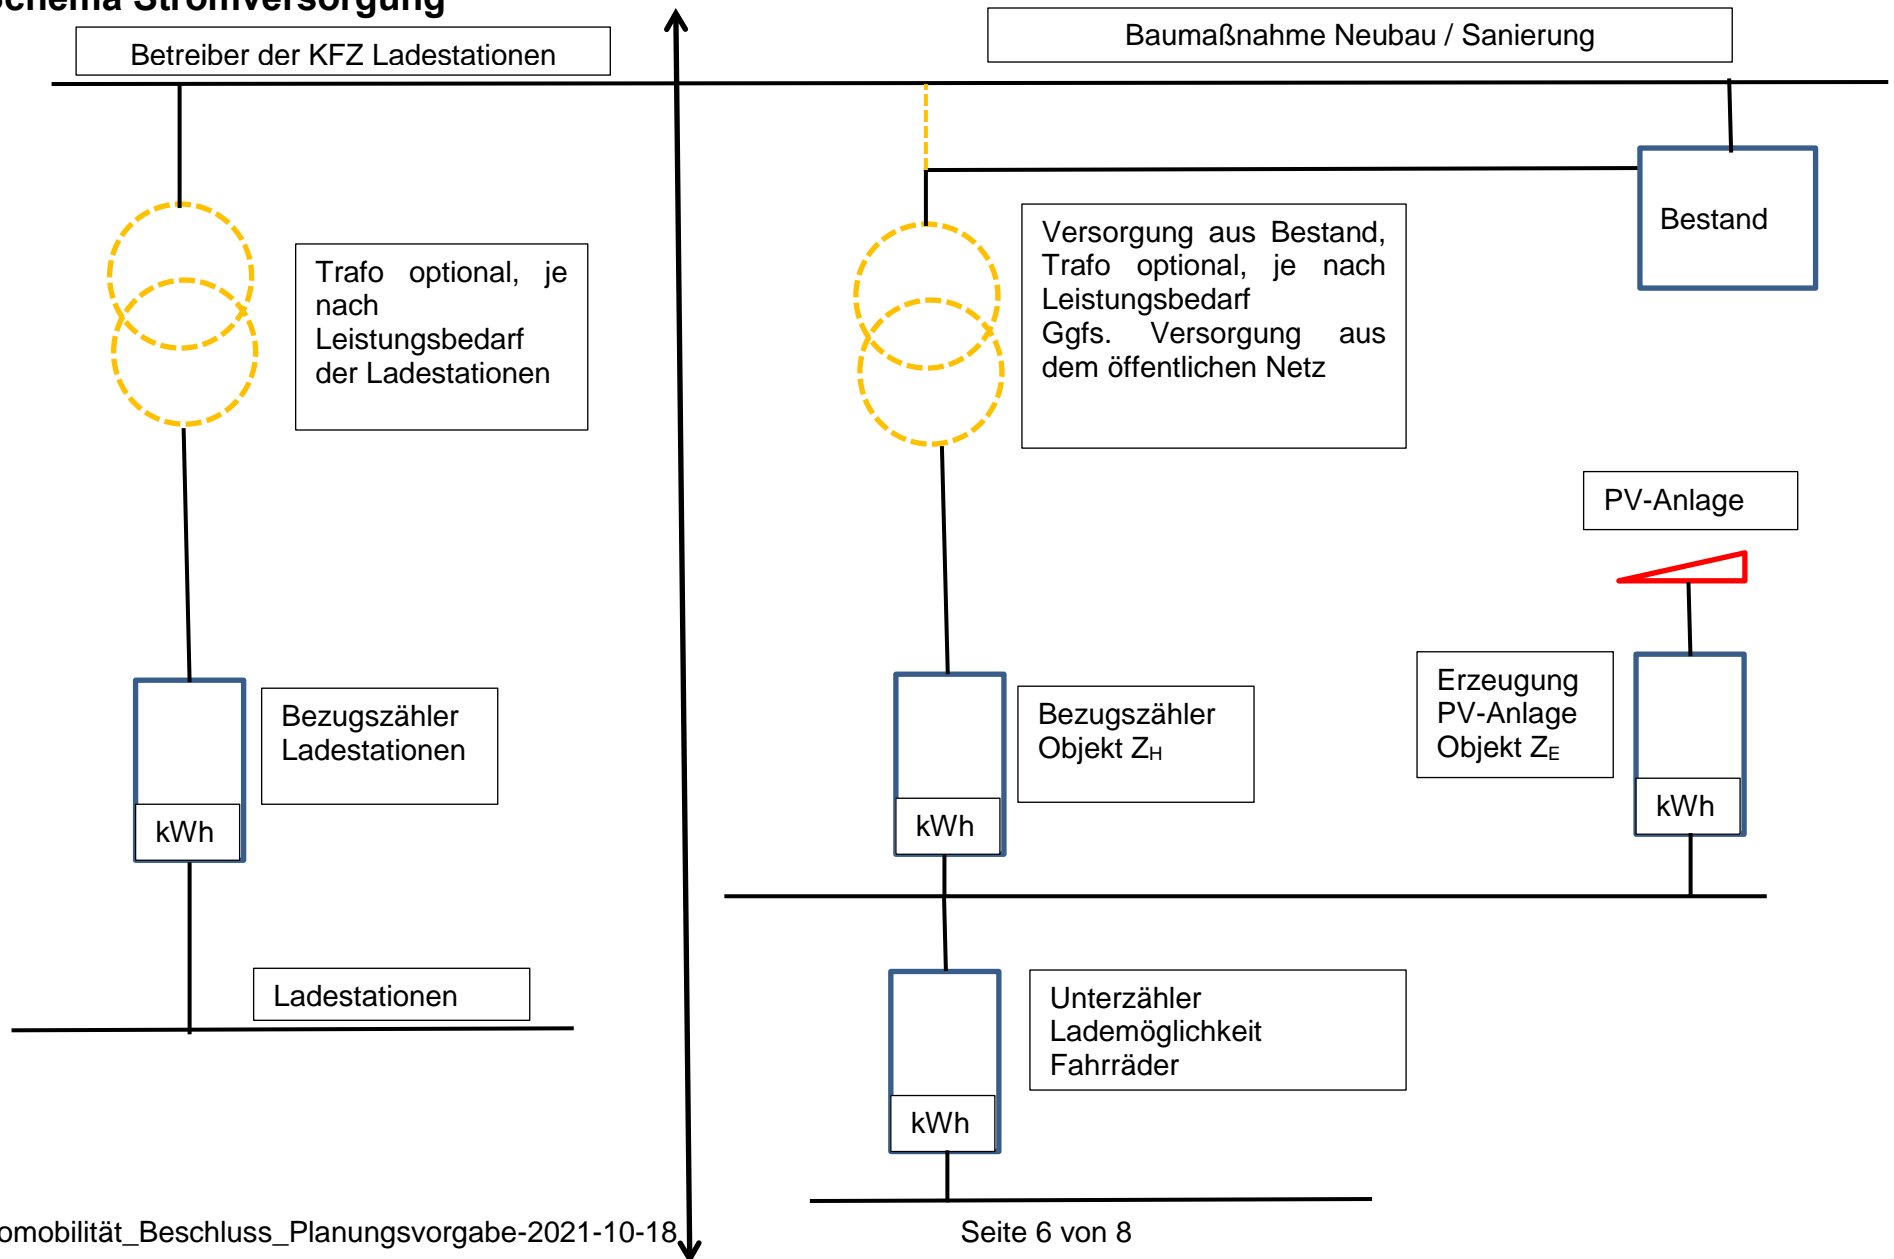 Schema Stromversorgung
Betreiber der KFZ Ladestationen
Baumaßnahme Neubau / Sanierung
Bestand
Trafo optional, je
nach
Leistungsbedarf
der Ladestationen
Versorgung aus Bestand,
Trafo optional, je nach
Leistungsbedarf
Ggfs. Versorgung aus
dem öffentlichen Netz
PV-Anlage
Bezugszähler
Ladestationen
kWh
Bezugszähler
Objekt ZH
kWh
Erzeugung
PV-Anlage
Objekt ZE
kWh
Ladestationen
Unterzähler
Lademöglichkeit
Fahrräder
kWh
omobilität_Beschluss_Planungsvorgabe-2021-10-18
Seite 6 von 8